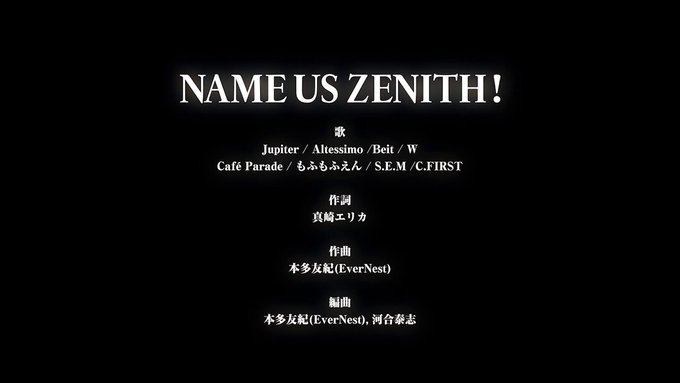 NAME US ZENITH!
歌
Jupiter / Altessimo /Beit / W
Café Parade / もふもふえん / S.E.M /C.FIRST
作詞
真崎エリカ
作曲
本多友紀(EverNest)
編曲
本多友紀(EverNest), 河合泰志